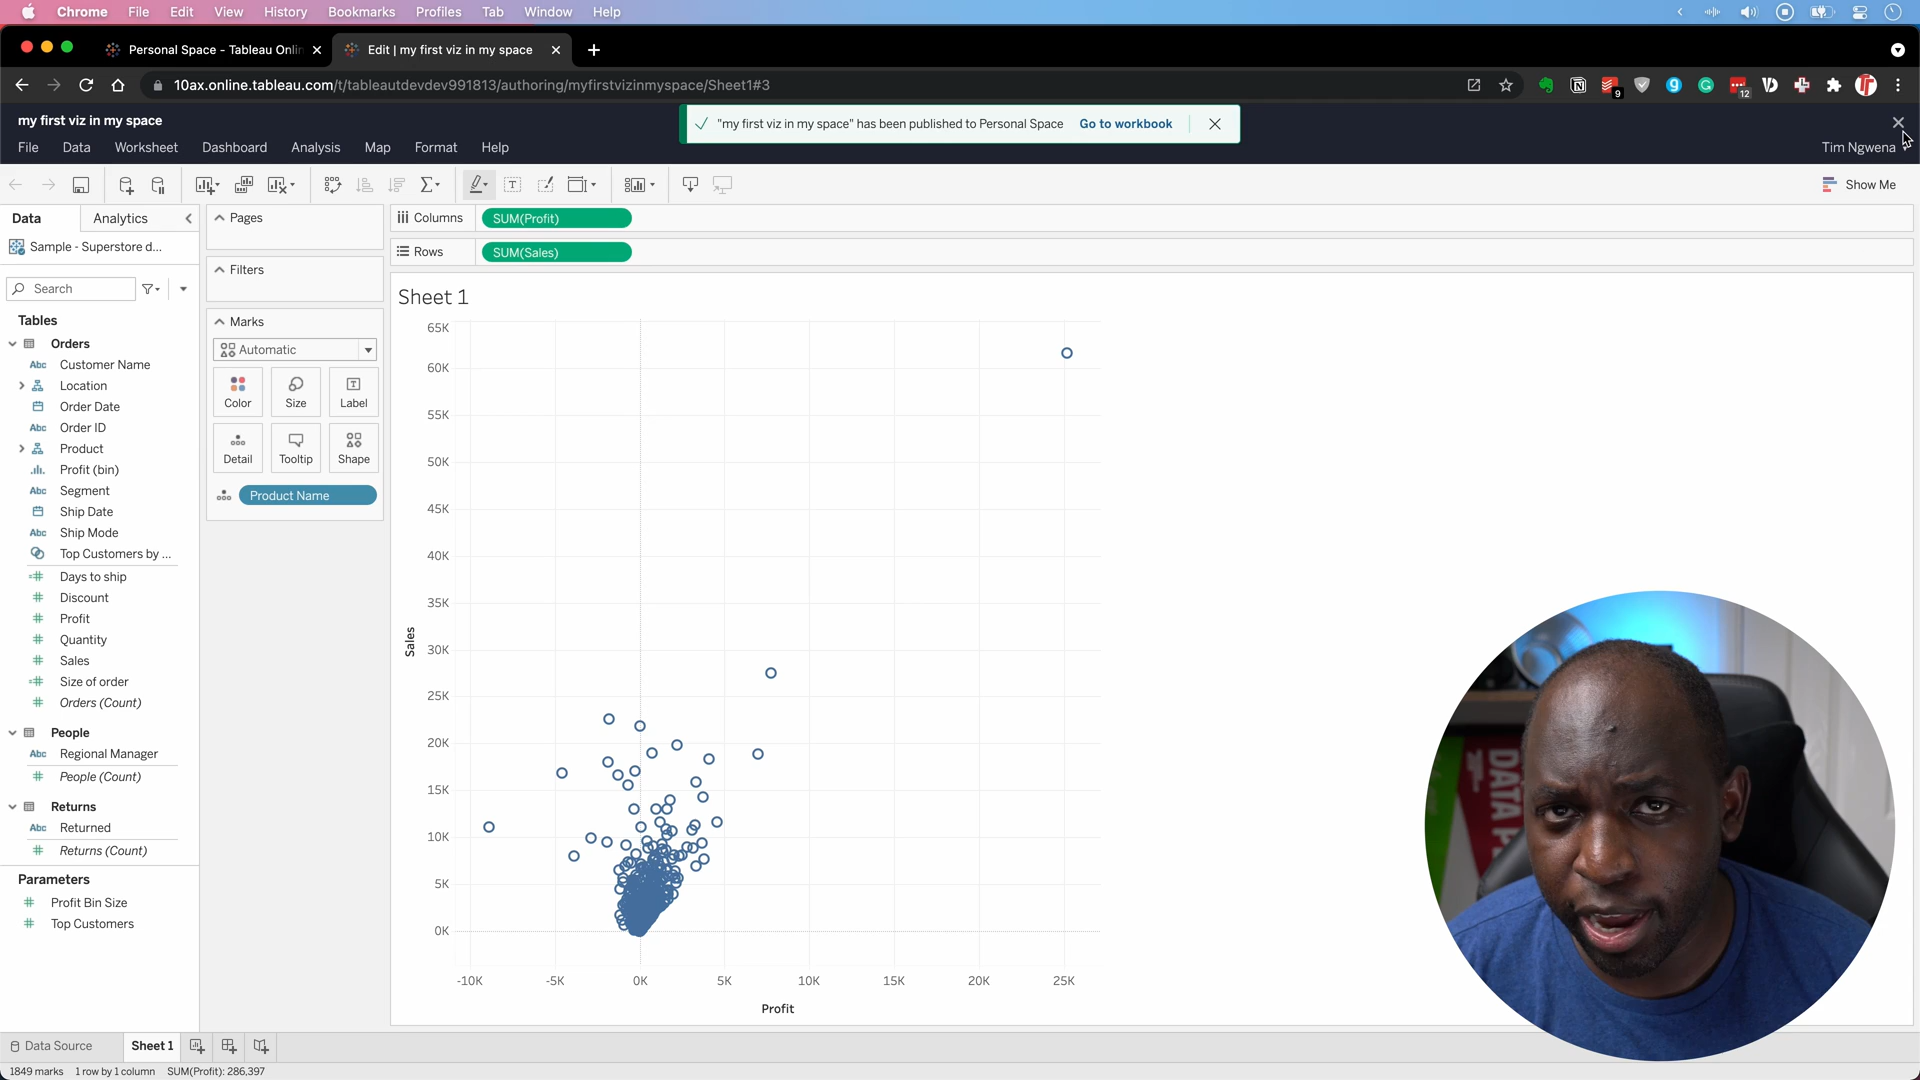 Chrome File Edit View History Bookmarks Profiles Tab Window Help
Personal Space - Tableau Onlin
Edit | my first viz in my space
10ax.online.tableau.com/t/tableautdevdev991813/authoring/myfirstvizinmyspace/Sheet1#3
9
12
my first viz in my space
"my first viz in my space" has been published to Personal Space Go to workbook
File Data Worksheet Dashboard Analysis Map Format Help
Tim Ngwena
Show Me
Data Analytics
Pages
Columns SUM(Profit)
Sample - Superstore d...
Rows SUM(Sales)
Filters
Search
Sheet 1
Tables
Marks
Automatic
Color Size Label
Detail Tooltip Shape
Product Name
Orders
Abc Customer Name
Location
Order Date
Abc Order ID
Product
Profit (bin)
Abc Segment
Ship Date
Abc Ship Mode
Top Customers by ...
Days to ship
Discount
Profit
Quantity
Sales
Size of order
Orders (Count)
People
Abc Regional Manager
People (Count)
Returns
Abc Returned
Returns (Count)
Parameters
Profit Bin Size
Top Customers
65K
60K
55K
50K
45K
40K
35K
30K
25K
20K
15K
10K
5K
0K
Sales
-10K -5K 0K 5K 10K 15K 20K 25K
Profit
DATA
Data Source Sheet 1
1849 marks 1 row by 1 column SUM(Profit): 286,397